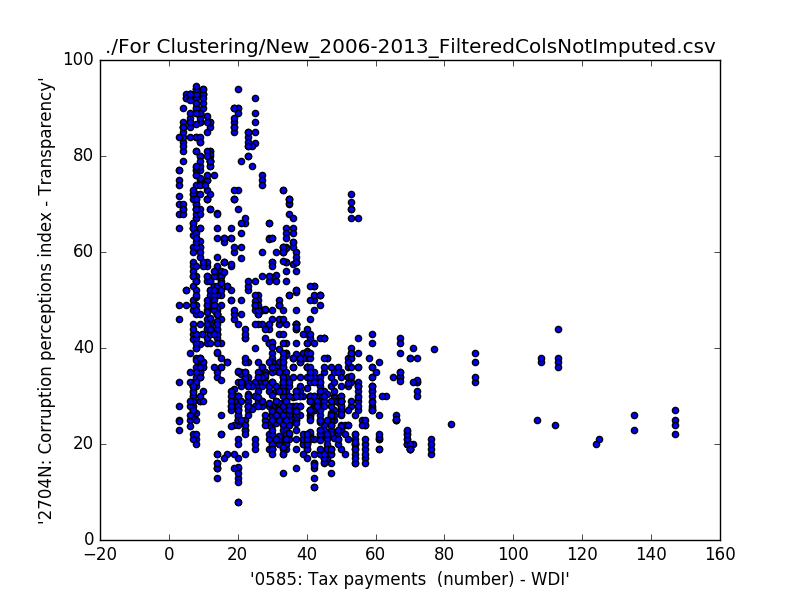 ./For Clustering/New_2006-2013_FilteredColsNotImputed.csv
100
80
60
40
20
0
'2704N: Corruption perceptions index - Transparency'
−20 0 20 40 60 80 100 120 140 160
'0585: Tax payments  (number) - WDI'